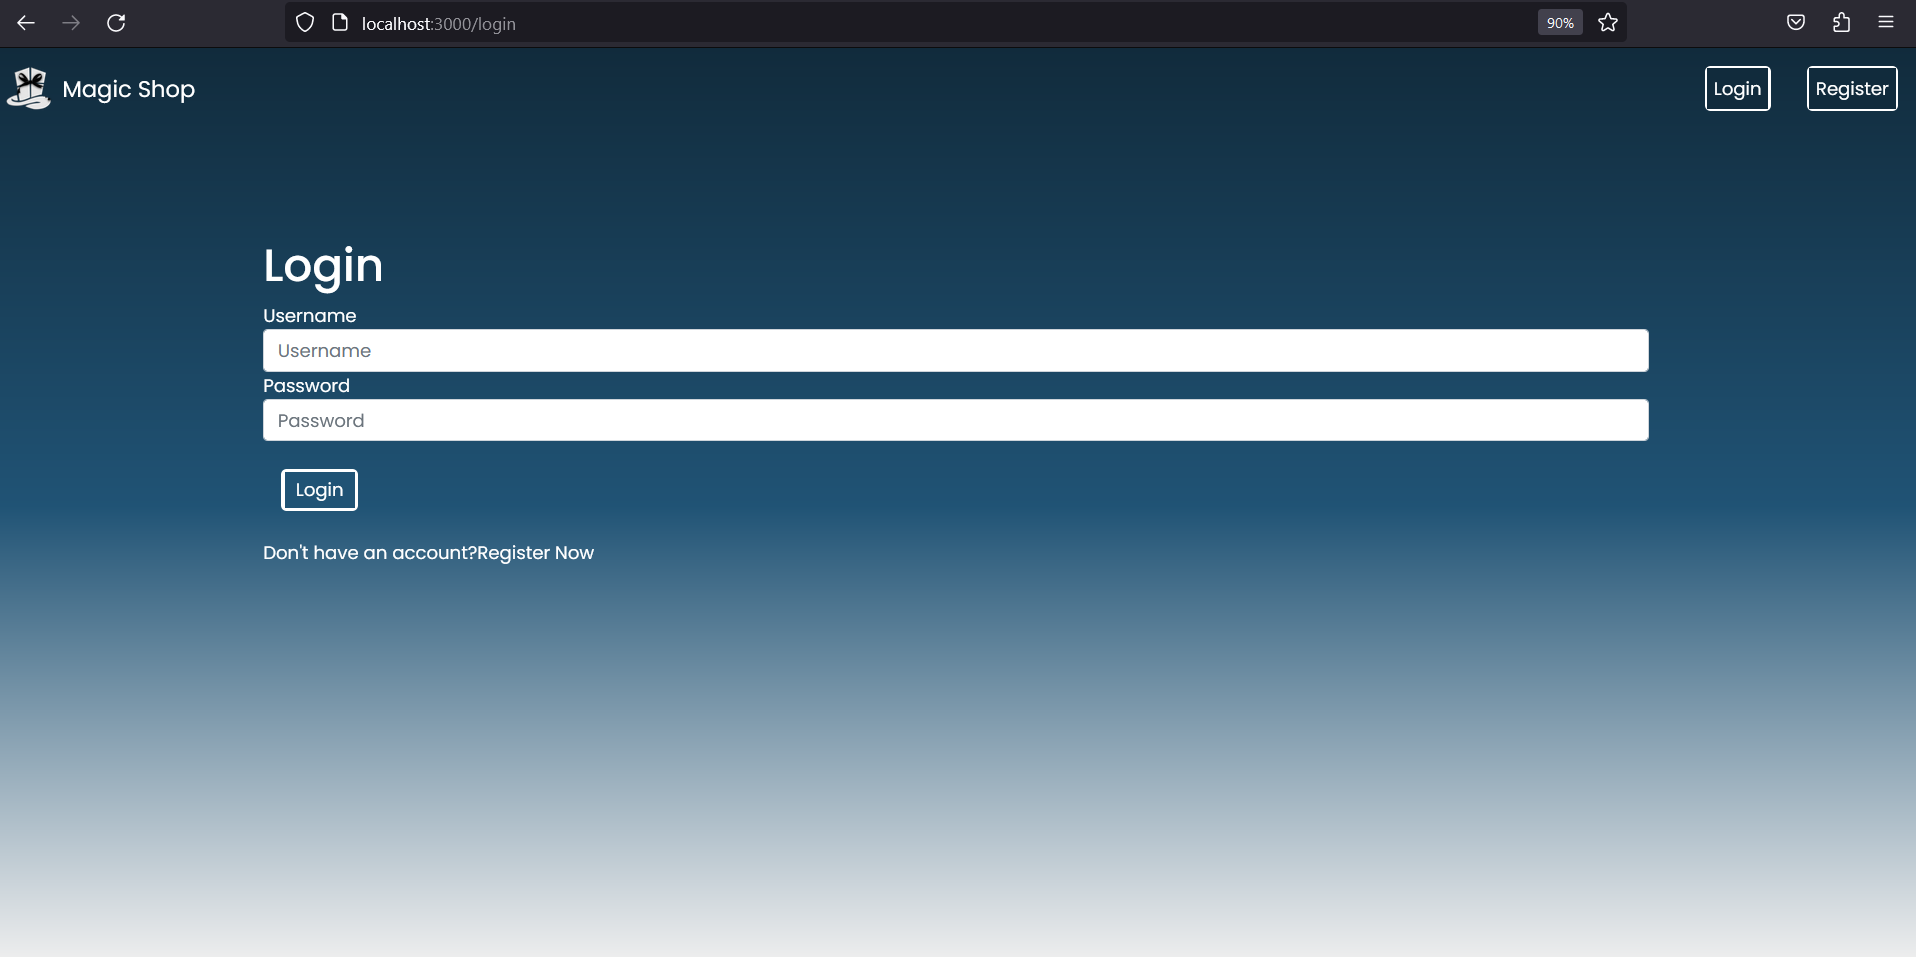 localhost:3000/login
90%
Magic Shop
Login
Register
Login
Username
Username
Password
Password
Login
Don't have an account?Register Now